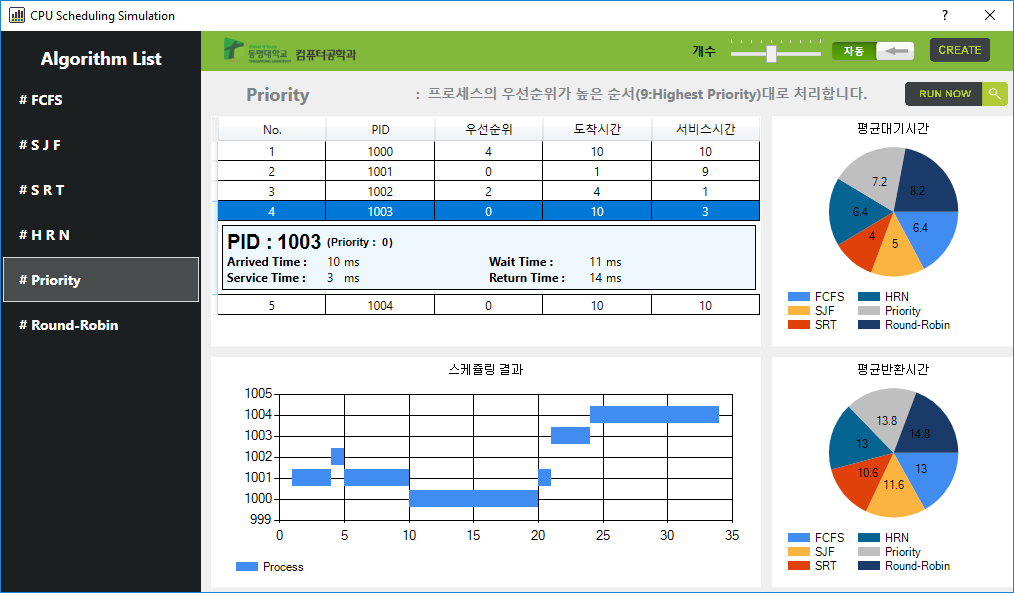 CPU Scheduling Simulation
?
Algorithm List
# FCFS
# S J F
# S R T
# H R N
# Priority
# Round-Robin
동명대학교 컴퓨터공학과
개수
자동
CREATE
Priority : 프로세스의 우선순위가 높은 순서(9:Highest Priority)대로 처리합니다.
RUN NOW
No. PID 우선순위 도착시간 서비스시간
1 1000 4 10 10
2 1001 0 1 9
3 1002 2 4 1
4 1003 0 10 3
PID : 1003 (Priority : 0)
Arrived Time : 10 ms Wait Time : 11 ms
Service Time : 3 ms Return Time : 14 ms
5 1004 0 10 10
평균대기시간
7.2 8.2
6.4 6.4
4 5
FCFS HRN
SJF Priority
SRT Round-Robin
스케쥴링 결과
1005
1004
1003
1002
1001
1000
999
0 5 10 15 20 25 30 35
Process
평균반환시간
13.8 14.8
13 13
10.6 11.6
FCFS HRN
SJF Priority
SRT Round-Robin